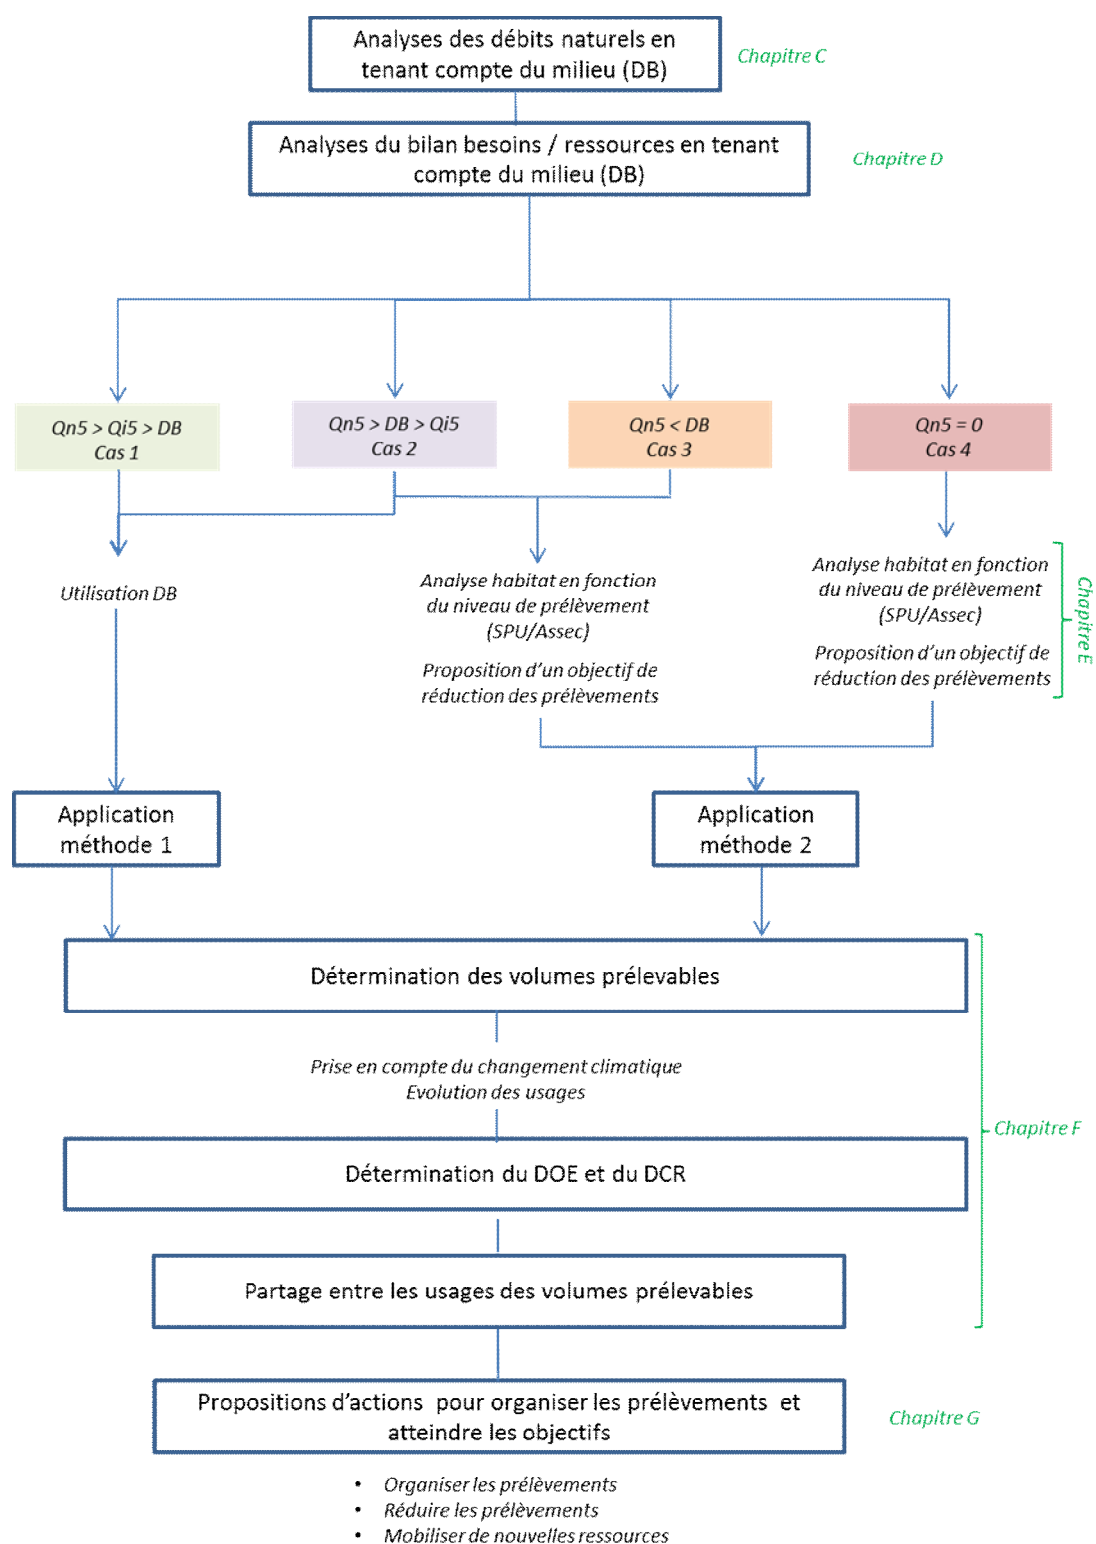 Analyses des débits naturels en
tenant compte du milieu (DB)
Chapitre C
Analyses du bilan besoins / ressources en tenant
compte du milieu (DB)
Chapitre D
Qn5 > Qi5 > DB
Cas 1
Qn5 > DB > Qi5
Cas 2
Qn5 < DB
Cas 3
Qn5 = 0
Cas 4
Utilisation DB
Analyse habitat en fonction
du niveau de prélèvement
(SPU/Assec)
Proposition d'un objectif de
réduction des prélèvements
Analyse habitat en fonction
du niveau de prélèvement
(SPU/Assec)
Proposition d'un objectif de
réduction des prélèvements
Chapitre E
Application
méthode 1
Application
méthode 2
Détermination des volumes prélevables
Prise en compte du changement climatique
Evolution des usages
Chapitre F
Détermination du DOE et du DCR
Partage entre les usages des volumes prélevables
Propositions d'actions pour organiser les prélèvements et
atteindre les objectifs
Chapitre G
• Organiser les prélèvements
• Réduire les prélèvements
• Mobiliser de nouvelles ressources